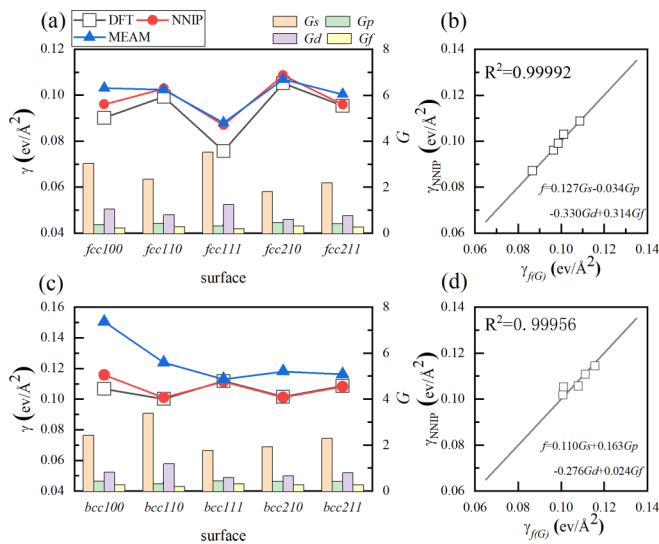 (a)
DFT NNIP
MEAM
Gs Gp
Gd Gf
0.12
0.10
0.08
0.06
0.04
γ (ev/Å²)
8
6
4
2
0
G
fcc100 fcc110 fcc111 fcc210 fcc211
surface
(b)
0.14
0.12
0.10
0.08
0.06
γNNIP (ev/Å²)
R²=0.99992
f=0.127Gs-0.034Gp
-0.330Gd+0.314Gf
0.06 0.08 0.10 0.12 0.14
γf(G) (ev/Å²)
(c)
0.16
0.14
0.12
0.10
0.08
0.06
0.04
γ (ev/Å²)
8
6
4
2
0
G
bcc100 bcc110 bcc111 bcc210 bcc211
surface
(d)
0.14
0.12
0.10
0.08
0.06
γNNIP (ev/Å²)
R²=0.99956
f=0.110Gs+0.163Gp
-0.276Gd+0.024Gf
0.06 0.08 0.10 0.12 0.14
γf(G) (ev/Å²)